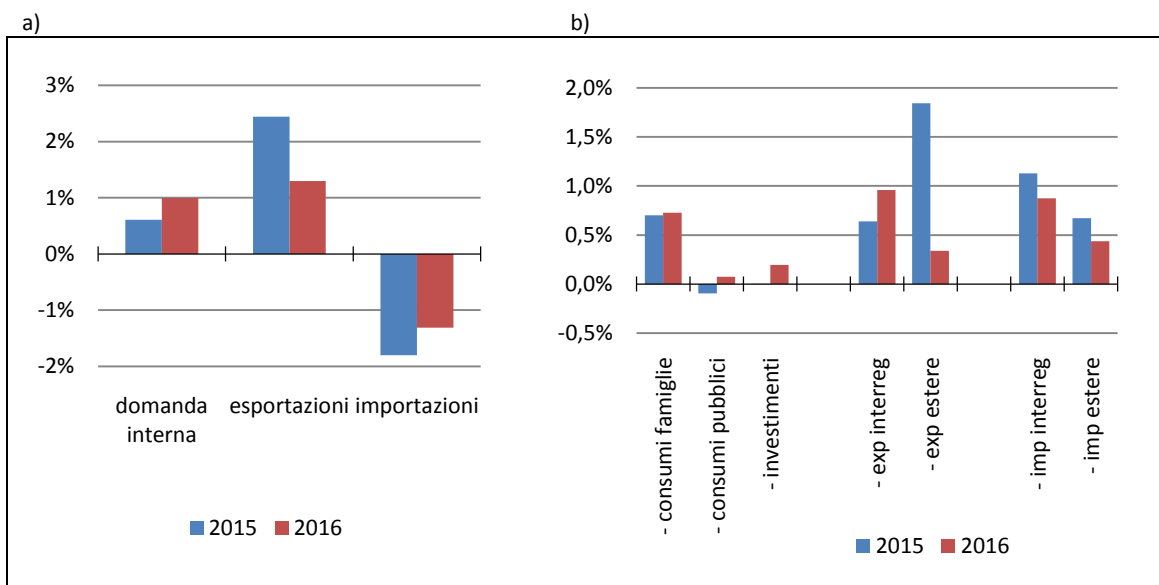 a)
3%
2%
1%
0%
-1%
-2%
domanda
interna
esportazioni
importazioni
2015
2016
b)
2,0%
1,5%
1,0%
0,5%
0,0%
-0,5%
- consumi famiglie
- consumi pubblici
- investimenti
- exp interreg
- exp estere
- imp interreg
- imp estere
2015
2016